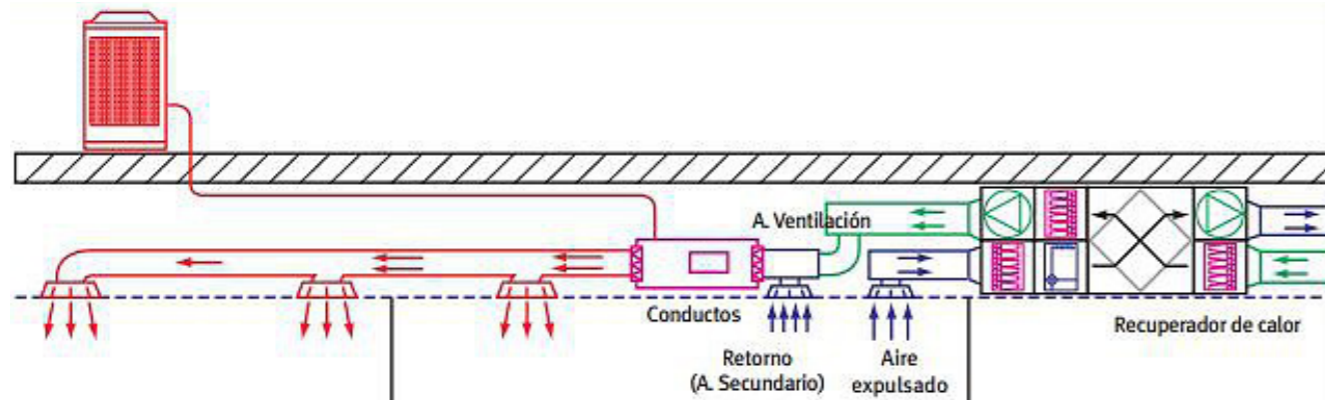 A. Ventilación
Conductos
Retorno
(A. Secundario)
Aire
expulsado
Recuperador de calor